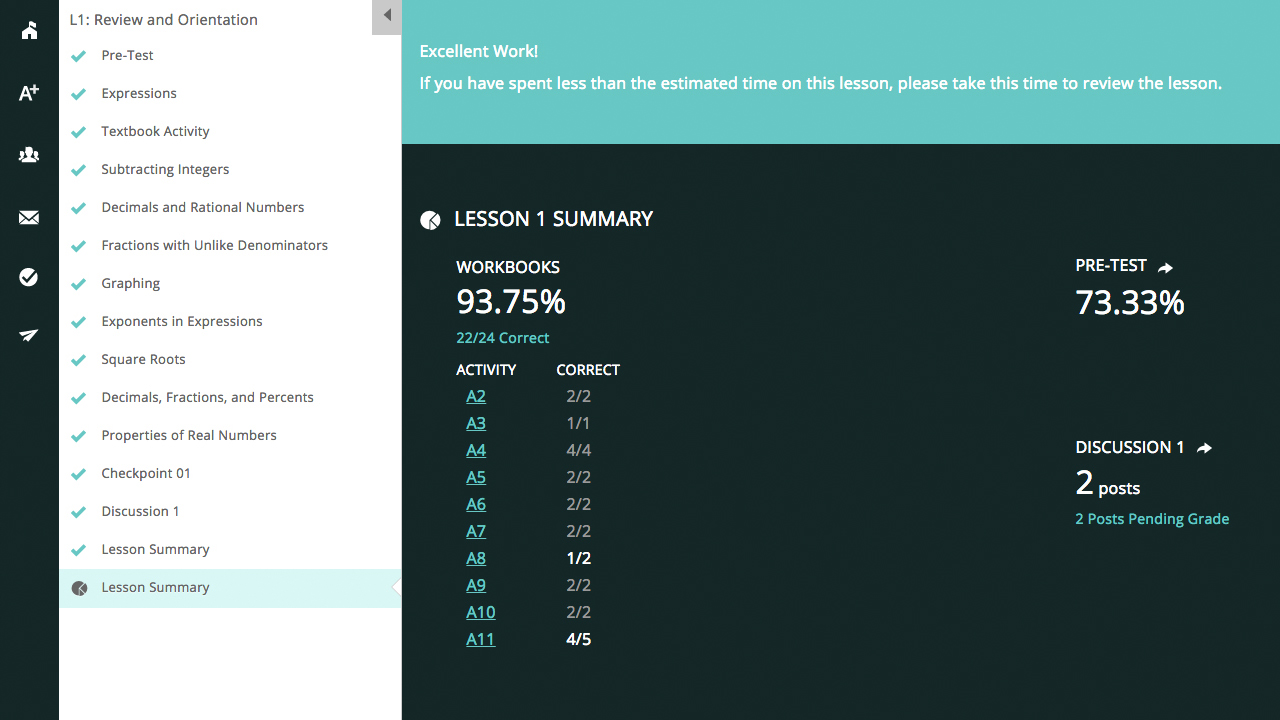 L1: Review and Orientation
Pre-Test
Expressions
Textbook Activity
Subtracting Integers
Decimals and Rational Numbers
Fractions with Unlike Denominators
Graphing
Exponents in Expressions
Square Roots
Decimals, Fractions, and Percents
Properties of Real Numbers
Checkpoint 01
Discussion 1
Lesson Summary
Lesson Summary
A+
Excellent Work!
If you have spent less than the estimated time on this lesson, please take this time to review the lesson.
LESSON 1 SUMMARY
WORKBOOKS
93.75%
22/24 Correct
ACTIVITY CORRECT
A2 2/2
A3 1/1
A4 4/4
A5 2/2
A6 2/2
A7 2/2
A8 1/2
A9 2/2
A10 2/2
A11 4/5
PRE-TEST
73.33%
DISCUSSION 1
2 posts
2 Posts Pending Grade